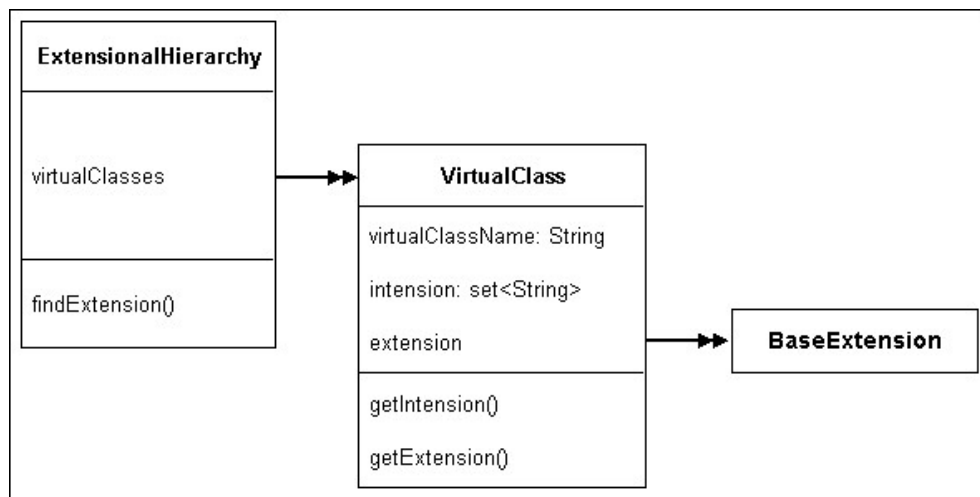 ExtensionalHierarchy
virtualClasses
findExtension()
VirtualClass
virtualClassName: String
intension: set<String>
extension
getIntension()
getExtension()
BaseExtension